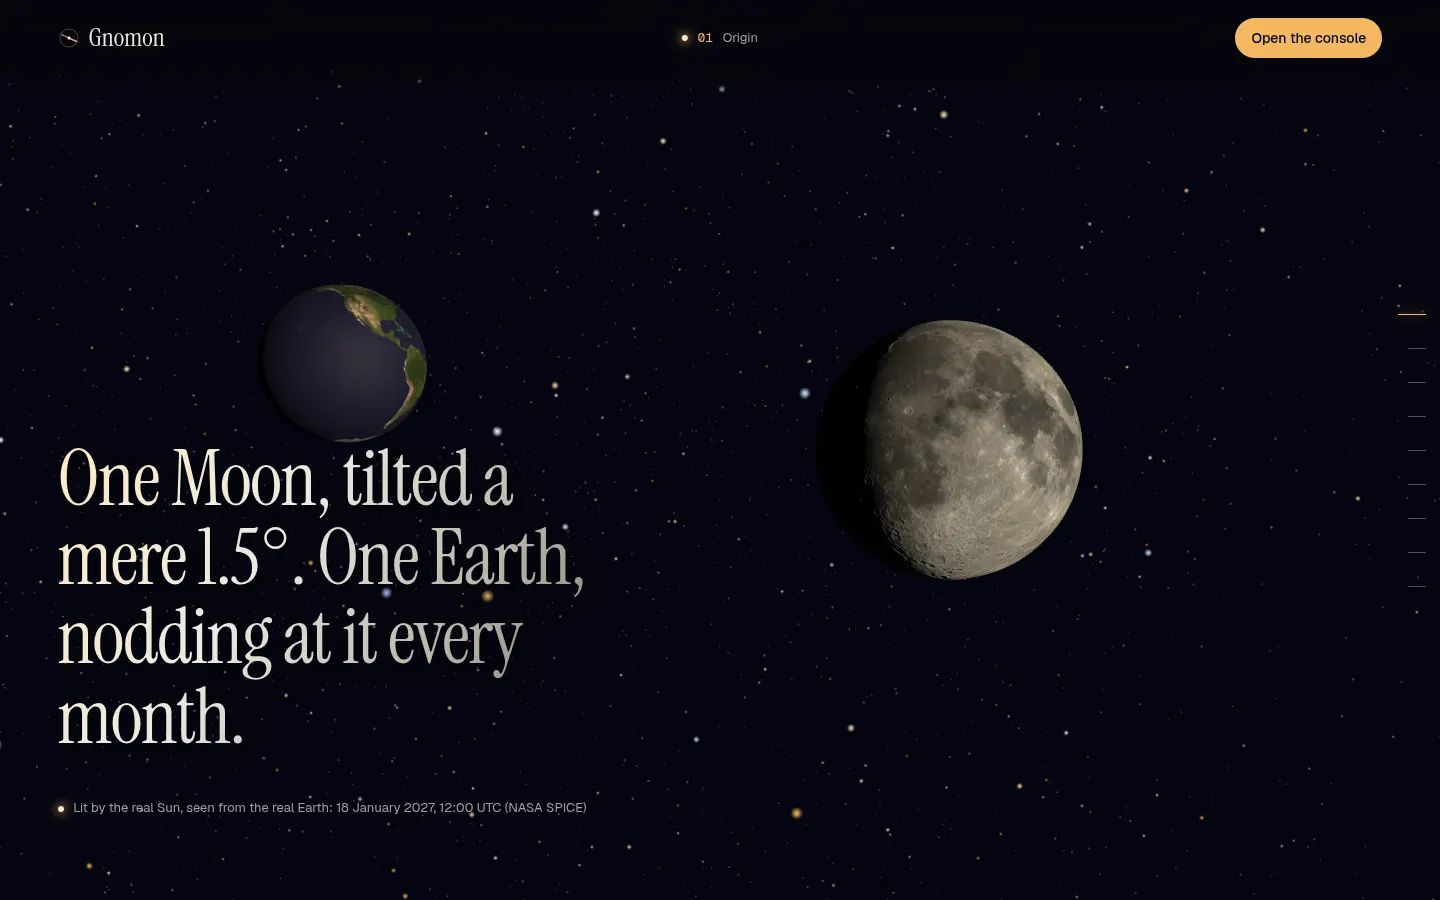 Gnomon
01 Origin
Open the console
One Moon, tilted a
mere 1.5° . One Earth,
nodding at it every
month.
Lit by the real Sun, seen from the real Earth: 18 January 2027, 12:00 UTC (NASA SPICE)